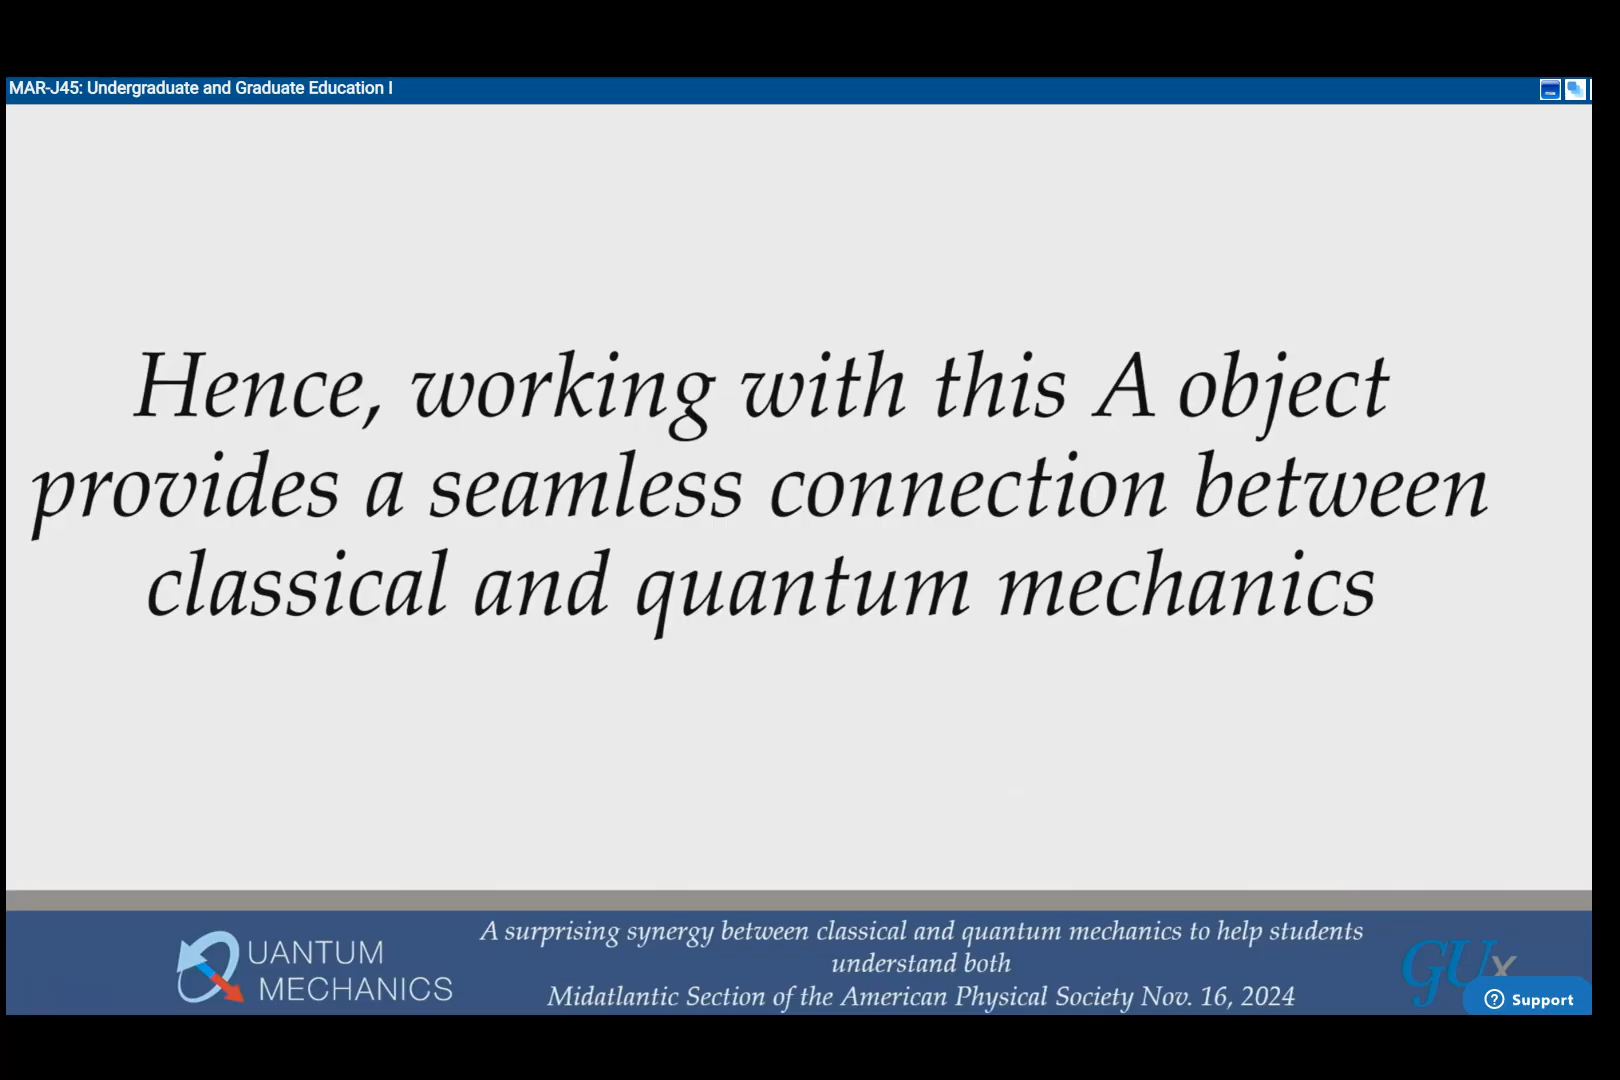 MAR-J45: Undergraduate and Graduate Education I
Hence, working with this A object
provides a seamless connection between
classical and quantum mechanics
QUANTUM
MECHANICS
A surprising synergy between classical and quantum mechanics to help students
understand both
Midatlantic Section of the American Physical Society Nov. 16, 2024
GUx
Support